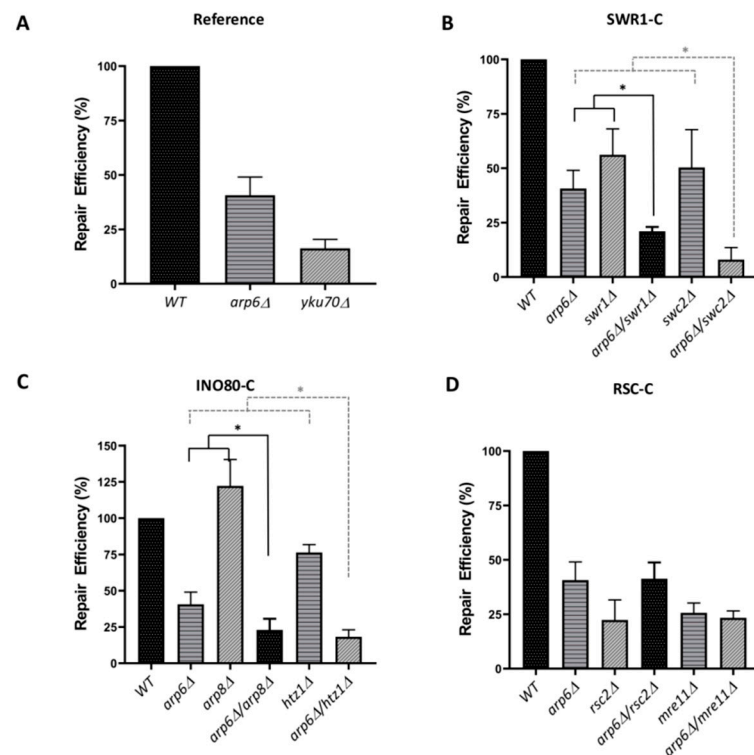 A
Reference
Repair Efficiency (%)
100
75
50
25
0
WT
arp6Δ
yku70Δ
B
SWR1-C
Repair Efficiency (%)
100
75
50
25
0
*
*
WT
arp6Δ
swr1Δ
arp6Δ/swr1Δ
swc2Δ
arp6Δ/swc2Δ
C
INO80-C
Repair Efficiency (%)
150
125
100
75
50
25
0
*
*
WT
arp6Δ
arp8Δ
arp6Δ/arp8Δ
htz1Δ
arp6Δ/htz1Δ
D
RSC-C
Repair Efficiency (%)
100
75
50
25
0
WT
arp6Δ
rsc2Δ
arp6Δ/rsc2Δ
mre11Δ
arp6Δ/mre11Δ